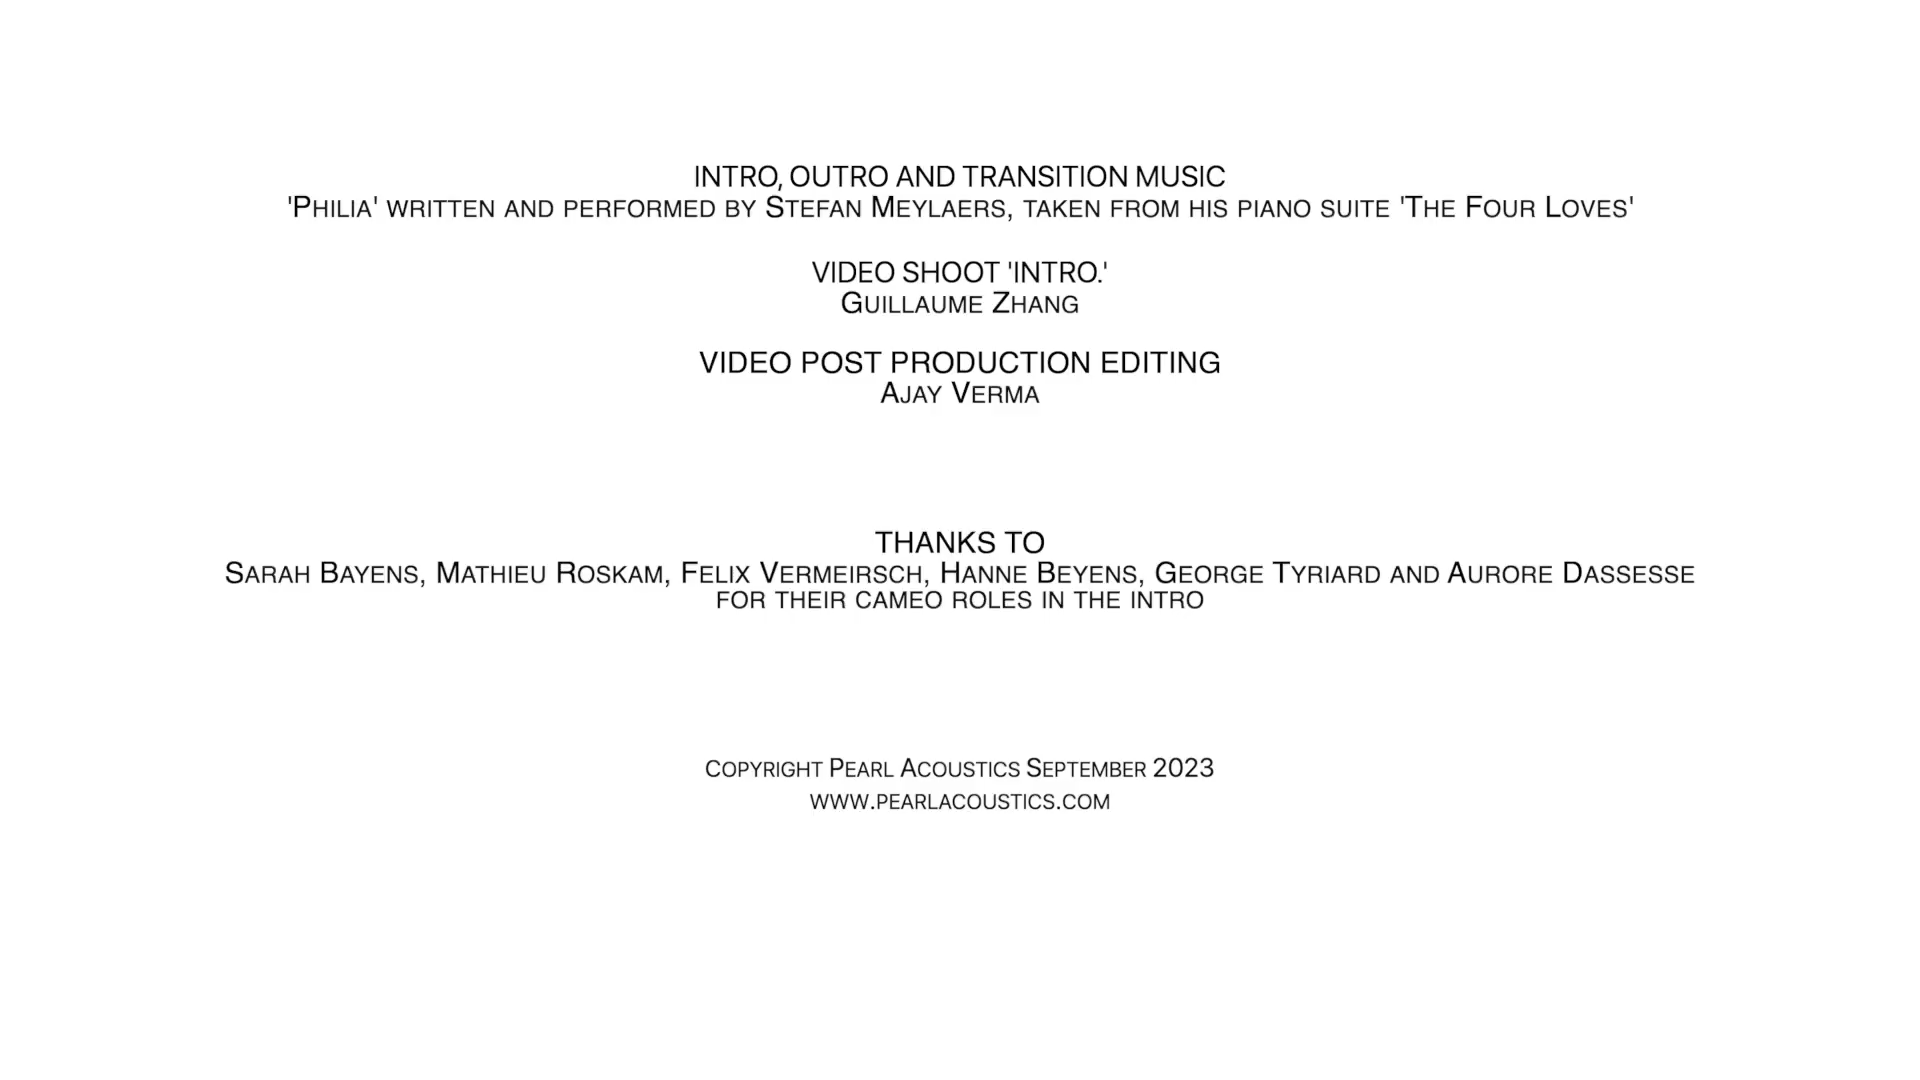 INTRO, OUTRO AND TRANSITION MUSIC
'Philia' written and performed by Stefan Meylaers, taken from his piano suite 'The Four Loves'
VIDEO SHOOT 'INTRO.'
Guillaume Zhang
VIDEO POST PRODUCTION EDITING
Ajay Verma
THANKS TO
Sarah Bayens, Mathieu Roskam, Felix Vermeirsch, Hanne Beyens, George Tyriard and Aurore Dassesse
for their cameo roles in the intro
Copyright Pearl Acoustics September 2023
www.pearlacoustics.com